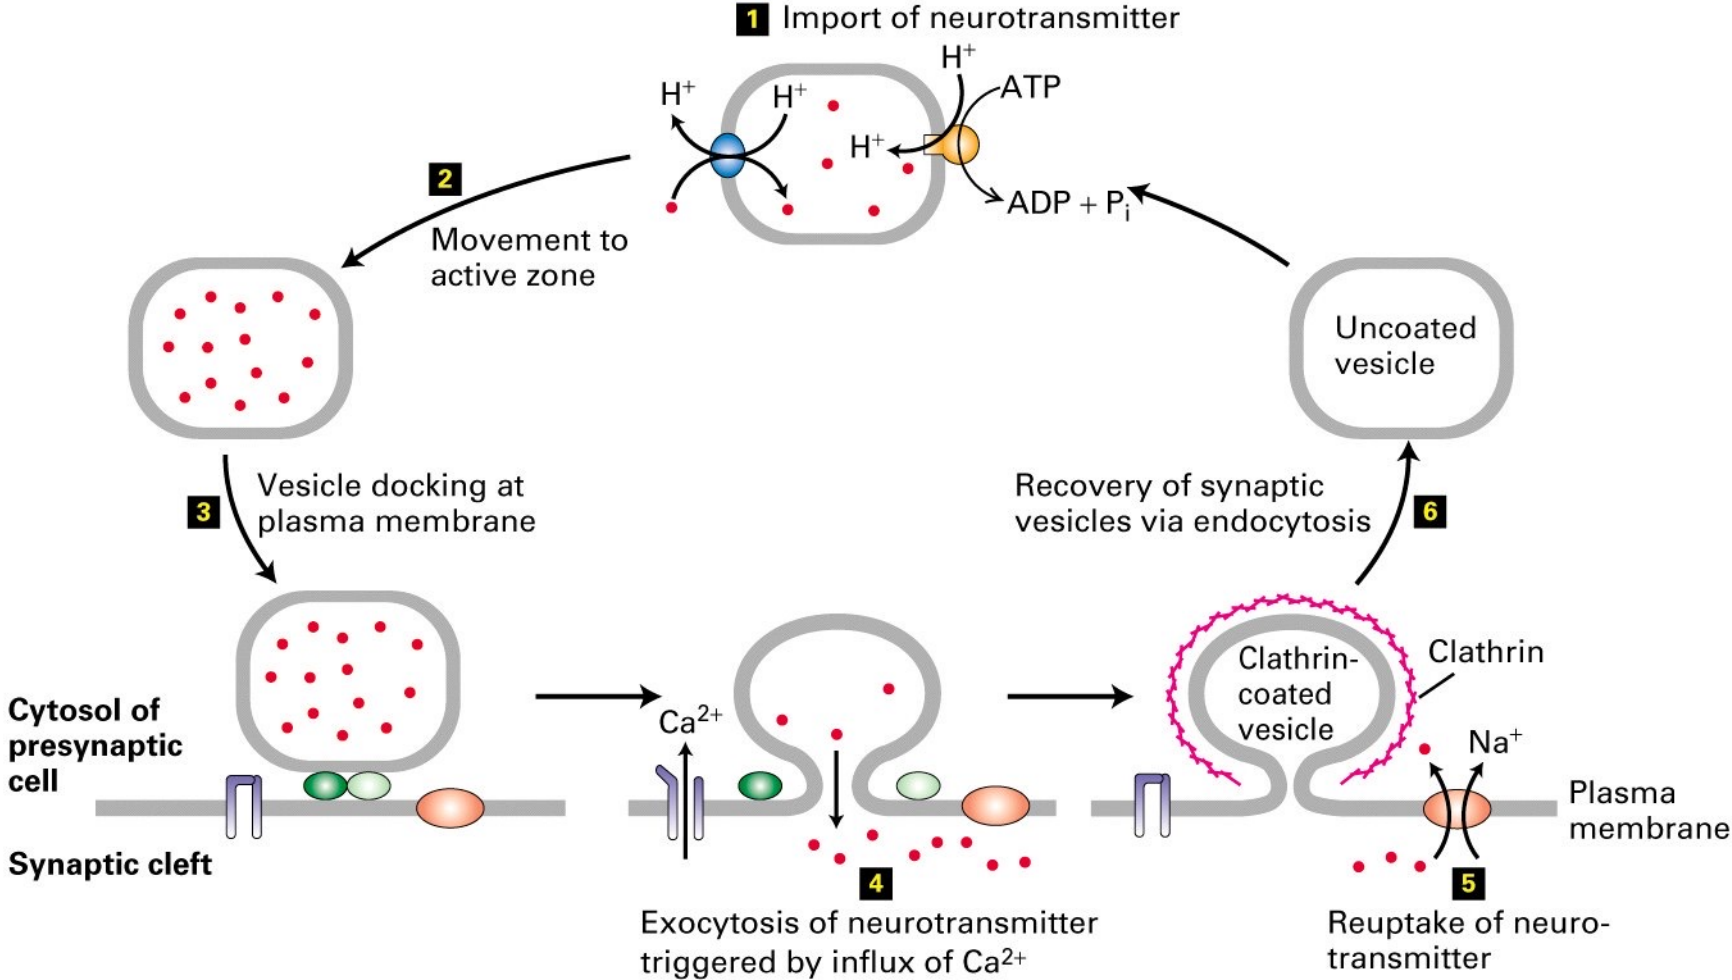 1 Import of neurotransmitter
H⁺
ATP
H⁺
H⁺
H⁺
ADP + Pᵢ
2
Movement to
active zone
Uncoated
vesicle
3
Vesicle docking at
plasma membrane
Recovery of synaptic
vesicles via endocytosis
6
Cytosol of
presynaptic
cell
Synaptic cleft
Ca²⁺
4
Exocytosis of neurotransmitter
triggered by influx of Ca²⁺
Clathrin-
coated
vesicle
Clathrin
Na⁺
Plasma
membrane
5
Reuptake of neuro-
transmitter